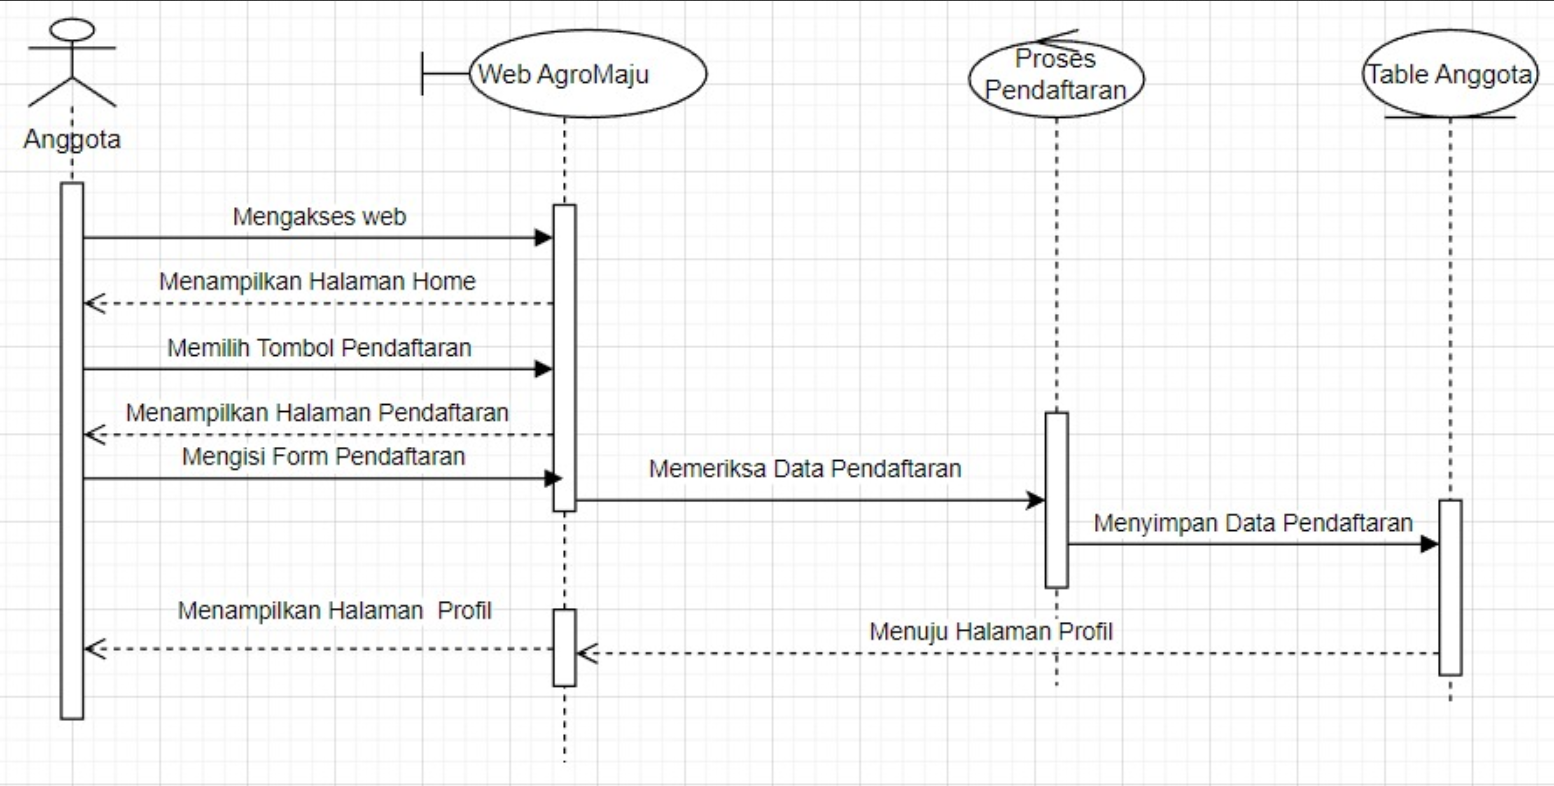 Web AgroMaju
Proses
Pendaftaran
Table Anggota
Anggota
Mengakses web
Menampilkan Halaman Home
Memilih Tombol Pendaftaran
Menampilkan Halaman Pendaftaran
Mengisi Form Pendaftaran
Memeriksa Data Pendaftaran
Menyimpan Data Pendaftaran
Menampilkan Halaman Profil
Menuju Halaman Profil